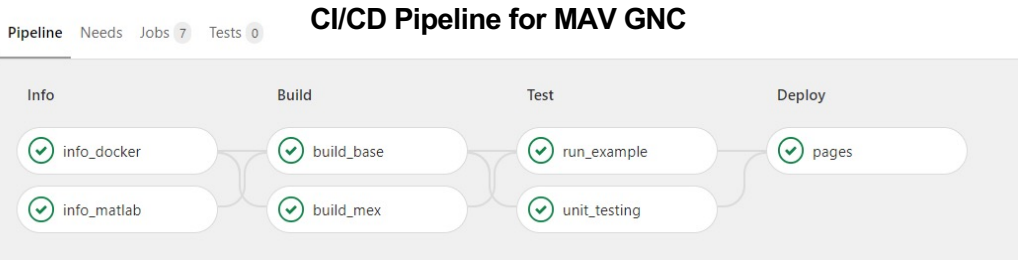 CI/CD Pipeline for MAV GNC
Pipeline Needs Jobs 7 Tests 0
Info Build Test Deploy
info_docker build_base run_example pages
info_matlab build_mex unit_testing